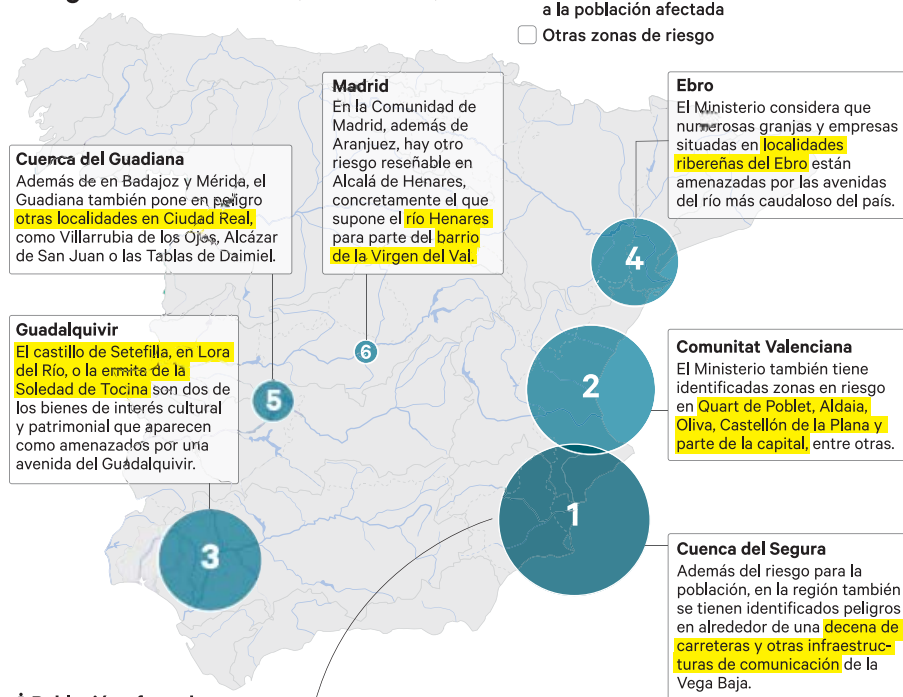 a la población afectada
Otras zonas de riesgo
Madrid
En la Comunidad de
Madrid, además de
Aranjuez, hay otro
riesgo reseñable en
Alcalá de Henares,
concretamente el que
supone el río Henares
para parte del barrio
de la Virgen del Val.
Ebro
El Ministerio considera que
numerosas granjas y empresas
situadas en localidades
ribereñas del Ebro están
amenazadas por las avenidas
del río más caudaloso del país.
Cuenca del Guadiana
Además de en Badajoz y Mérida, el
Guadiana también pone en peligro
otras localidades en Ciudad Real,
como Villarrubia de los Ojos, Alcázar
de San Juan o las Tablas de Daimiel.
4
Guadalquivir
El castillo de Setefilla, en Lora
del Río, o la ermita de la
Soledad de Tocina son dos de
los bienes de interés cultural
y patrimonial que aparecen
como amenazados por una
avenida del Guadalquivir.
6
5
2
Comunitat Valenciana
El Ministerio también tiene
identificadas zonas en riesgo
en Quart de Poblet, Aldaia,
Oliva, Castellón de la Plana y
parte de la capital, entre otras.
1
3
Cuenca del Segura
Además del riesgo para la
población, en la región también
se tienen identificados peligros
en alrededor de una decena de
carreteras y otras infraestruc-
turas de comunicación de la
Vega Baja.